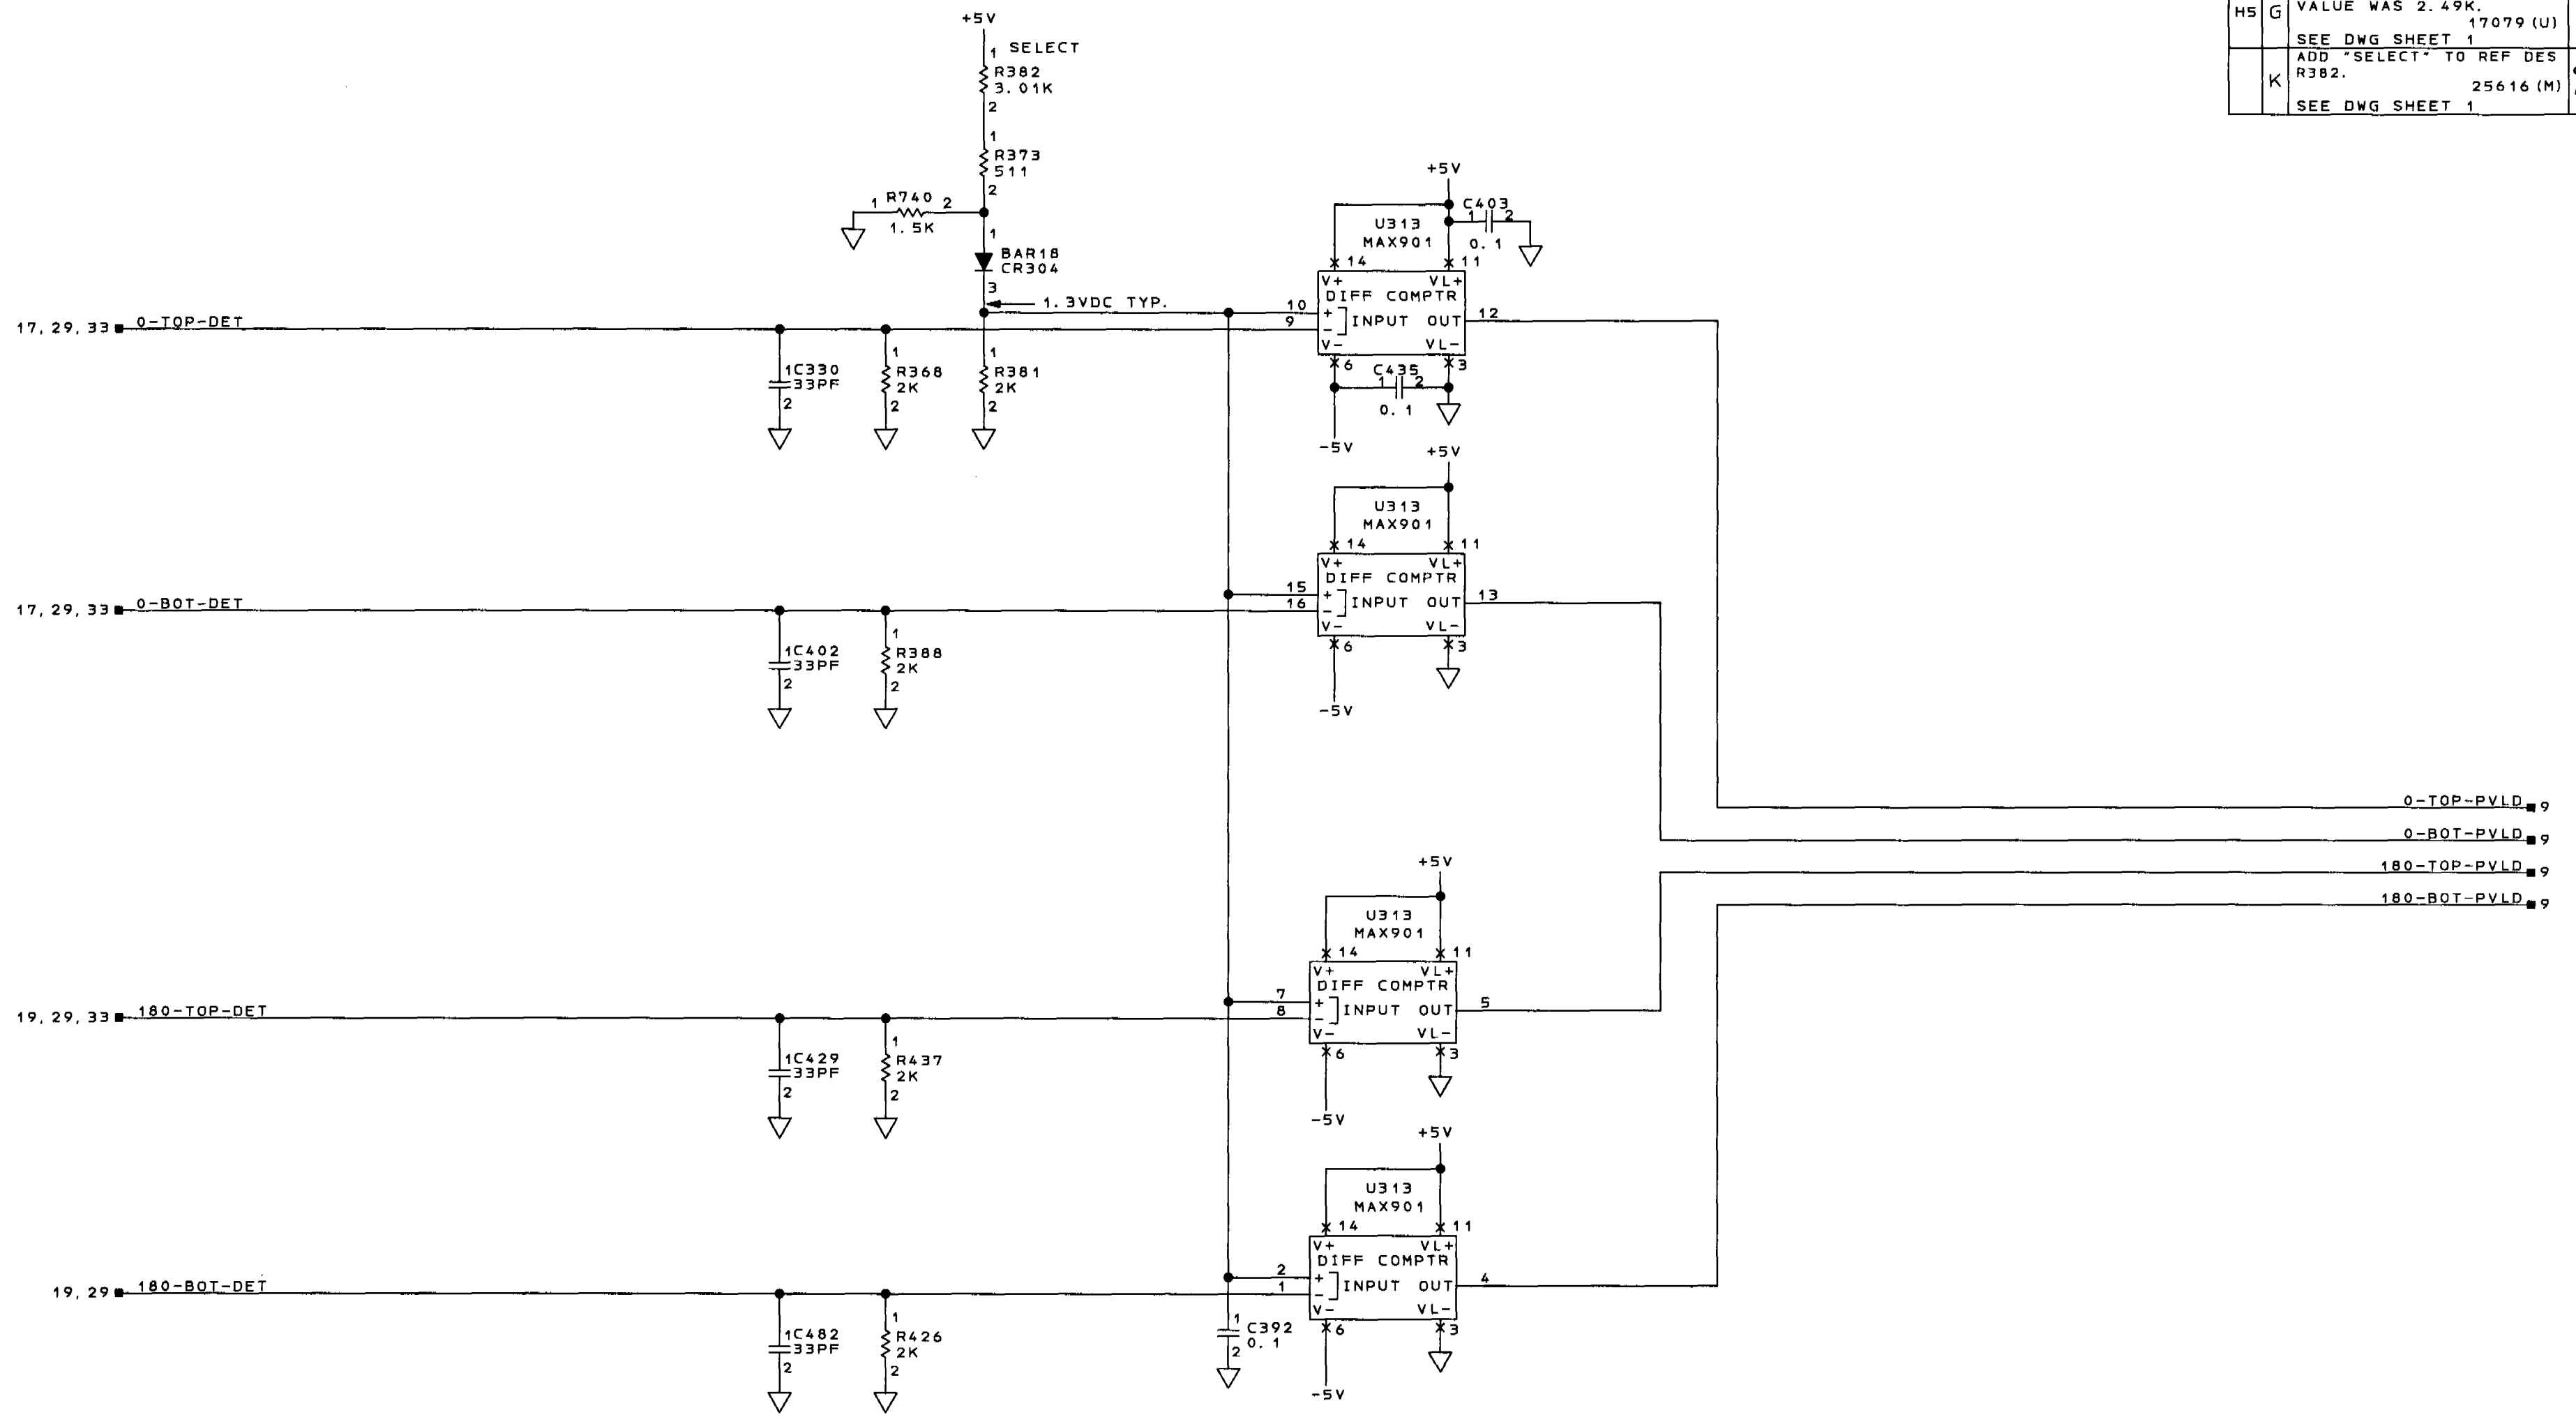 H5 G VALUE WAS 2.49K.
17079(U)
SEE DWG SHEET 1
K ADD "SELECT" TO REF DES
R382.
25616(M)
SEE DWG SHEET 1
+5V
1 SELECT
R382
3.01K
2
1
R373
511
2
1 R740 2
1.5K
1
BAR18
CR304
3
1.3VDC TYP.
+5V
C403
1 2
0.1
U313
MAX901
14 11
V+ VL+
DIFF COMPTR
10 + INPUT OUT 12
9 -
V- VL-
6 3
C435
1 2
0.1
-5V
17,29,33 0-TOP-DET
1 C330
33PF
2
1
R368
2K
2
1
R381
2K
2
+5V
U313
MAX901
14 11
V+ VL+
DIFF COMPTR
15 + INPUT OUT 13
16 -
V- VL-
6 3
-5V
17,29,33 0-BOT-DET
1 C402
33PF
2
1
R388
2K
2
0-TOP-PVLD 9
0-BOT-PVLD 9
180-TOP-PVLD 9
180-BOT-PVLD 9
+5V
U313
MAX901
14 11
V+ VL+
DIFF COMPTR
7 + INPUT OUT 5
8 -
V- VL-
6 3
-5V
19,29,33 180-TOP-DET
1 C429
33PF
2
1
R437
2K
2
+5V
U313
MAX901
14 11
V+ VL+
DIFF COMPTR
2 + INPUT OUT 4
1 -
V- VL-
6 3
-5V
19,29 180-BOT-DET
1 C482
33PF
2
1
R426
2K
2
1
C392
0.1
2